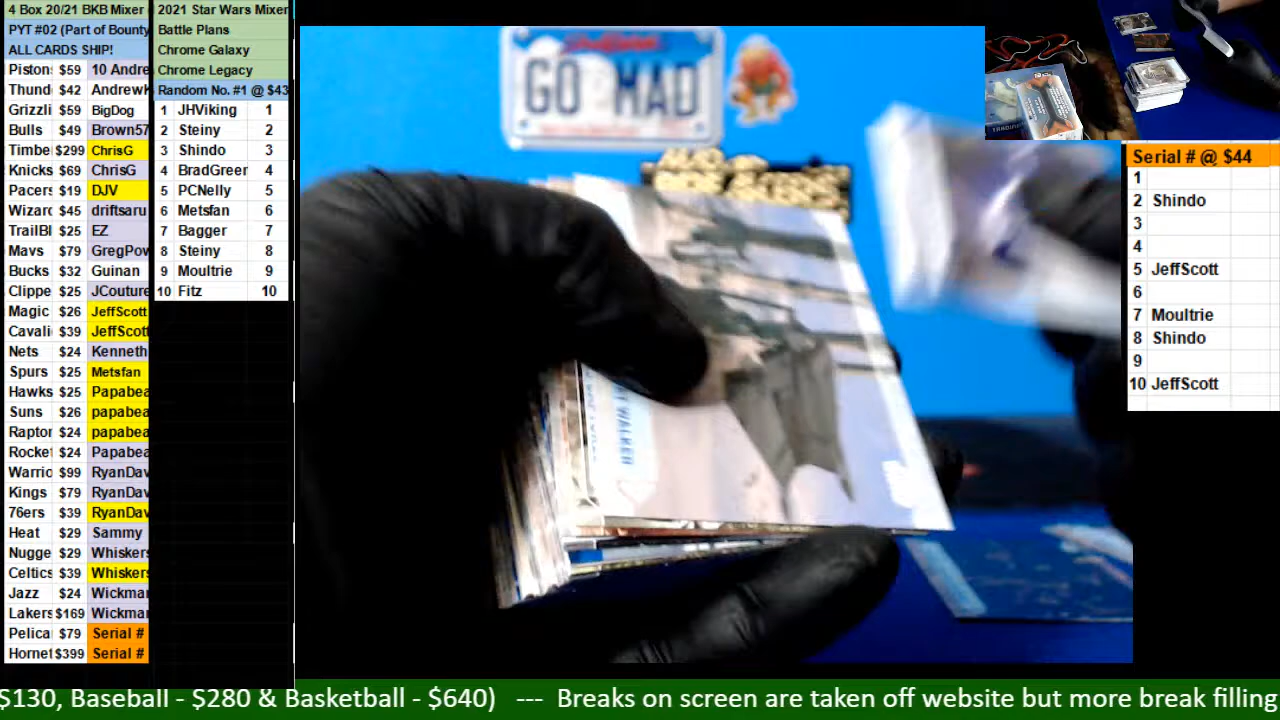 4 Box 20/21 BKB Mixer
PYT #02 (Part of Bounty
ALL CARDS SHIP!
Piston $59 10 Andre
Thund $42 AndrewK
Grizzli $59 BigDog
Bulls $49 Brown57
Timbe $299 ChrisG
Knicks $69 ChrisG
Pacers $19 DJV
Wizard $45 driftsaru
TrailBl $25 EZ
Mavs $79 GregPow
Bucks $32 Guinan
Clippe $25 JCouture
Magic $26 JeffScott
Cavali $39 JeffScott
Nets $24 Kenneth
Spurs $25 Metsfan
Hawks $25 Papabea
Suns $26 papabea
Raptor $24 papabea
Rocket $24 Papabea
Warrio $99 RyanDav
Kings $79 RyanDav
76ers $39 RyanDav
Heat $29 Sammy
Nugge $29 Whiskers
Celtics $39 Whiskers
Jazz $24 Wickmar
Lakers $169 Wickmar
Pelica $79 Serial #
Hornet $399 Serial #
2021 Star Wars Mixer
Battle Plans
Chrome Galaxy
Chrome Legacy
Random No. #1 @ $43
1 JHViking 1
2 Steiny 2
3 Shindo 3
4 BradGreer 4
5 PCNelly 5
6 Metsfan 6
7 Bagger 7
8 Steiny 8
9 Moultrie 9
10 Fitz 10
GO MAD
WALKER
Serial # @ $44
1
2 Shindo
3
4
5 JeffScott
6
7 Moultrie
8 Shindo
9
10 JeffScott
$130, Baseball - $280 & Basketball - $640) --- Breaks on screen are taken off website but more break filling